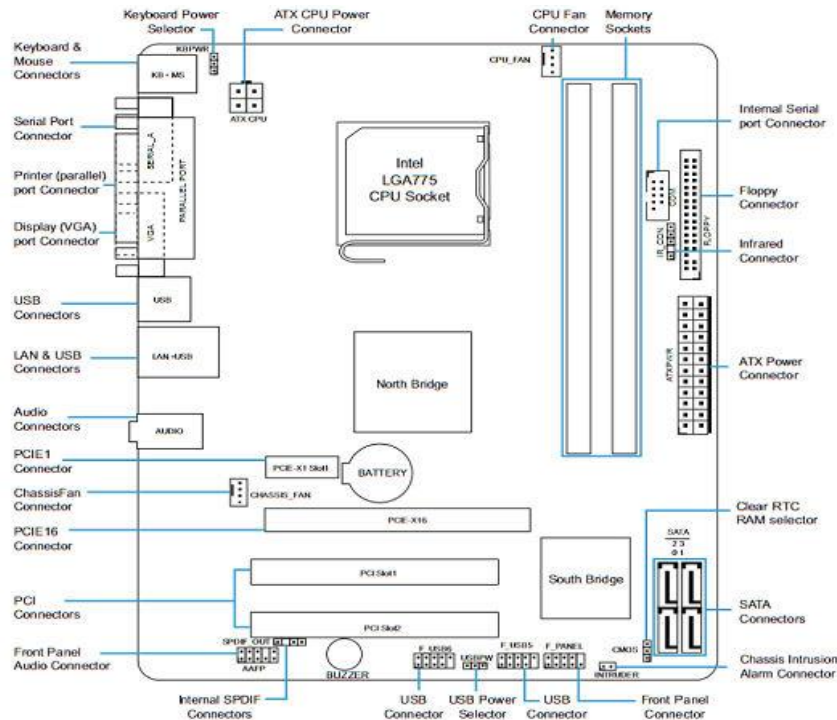 Keyboard Power
Selector
ATX CPU Power
Connector
CPU Fan
Connector
Memory
Sockets
Keyboard &
Mouse
Connectors
KBPWR
KB - MS
ATX CPU
CPU_FAN
Serial Port
Connector
SERIAL_A
Printer (parallel)
port Connector
PARALLEL PORT
Display (VGA)
port Connector
VGA
Intel
LGA775
CPU Socket
Internal Serial
port Connector
COM
Floppy
Connector
FLOPPY
IR_CON
Infrared
Connector
USB
Connectors
USB
LAN & USB
Connectors
LAN +USB
North Bridge
ATXPWR
ATX Power
Connector
Audio
Connectors
AUDIO
PCIE1
Connector
PCIE-X1 Slot1
BATTERY
ChassisFan
Connector
CHASSIS_FAN
PCIE16
Connector
PCIE-X16
Clear RTC
RAM selector
SATA
2 3
0 1
PCI
Connectors
PCI Slot1
PCI Slot2
South Bridge
SATA
Connectors
Front Panel
Audio Connector
SPDIF_OUT
AAFP
BUZZER
F_USB6
USBPW
F_USB5
F_PANEL
CMOS
INTRUDER
Chassis Intrusion
Alarm Connector
Internal SPDIF
Connectors
USB
Connector
USB Power
Selector
USB
Connector
Front Panel
Connector